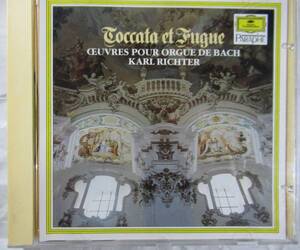 Toccata et Fugue
ŒUVRES POUR ORGUE DE BACH
KARL RICHTER